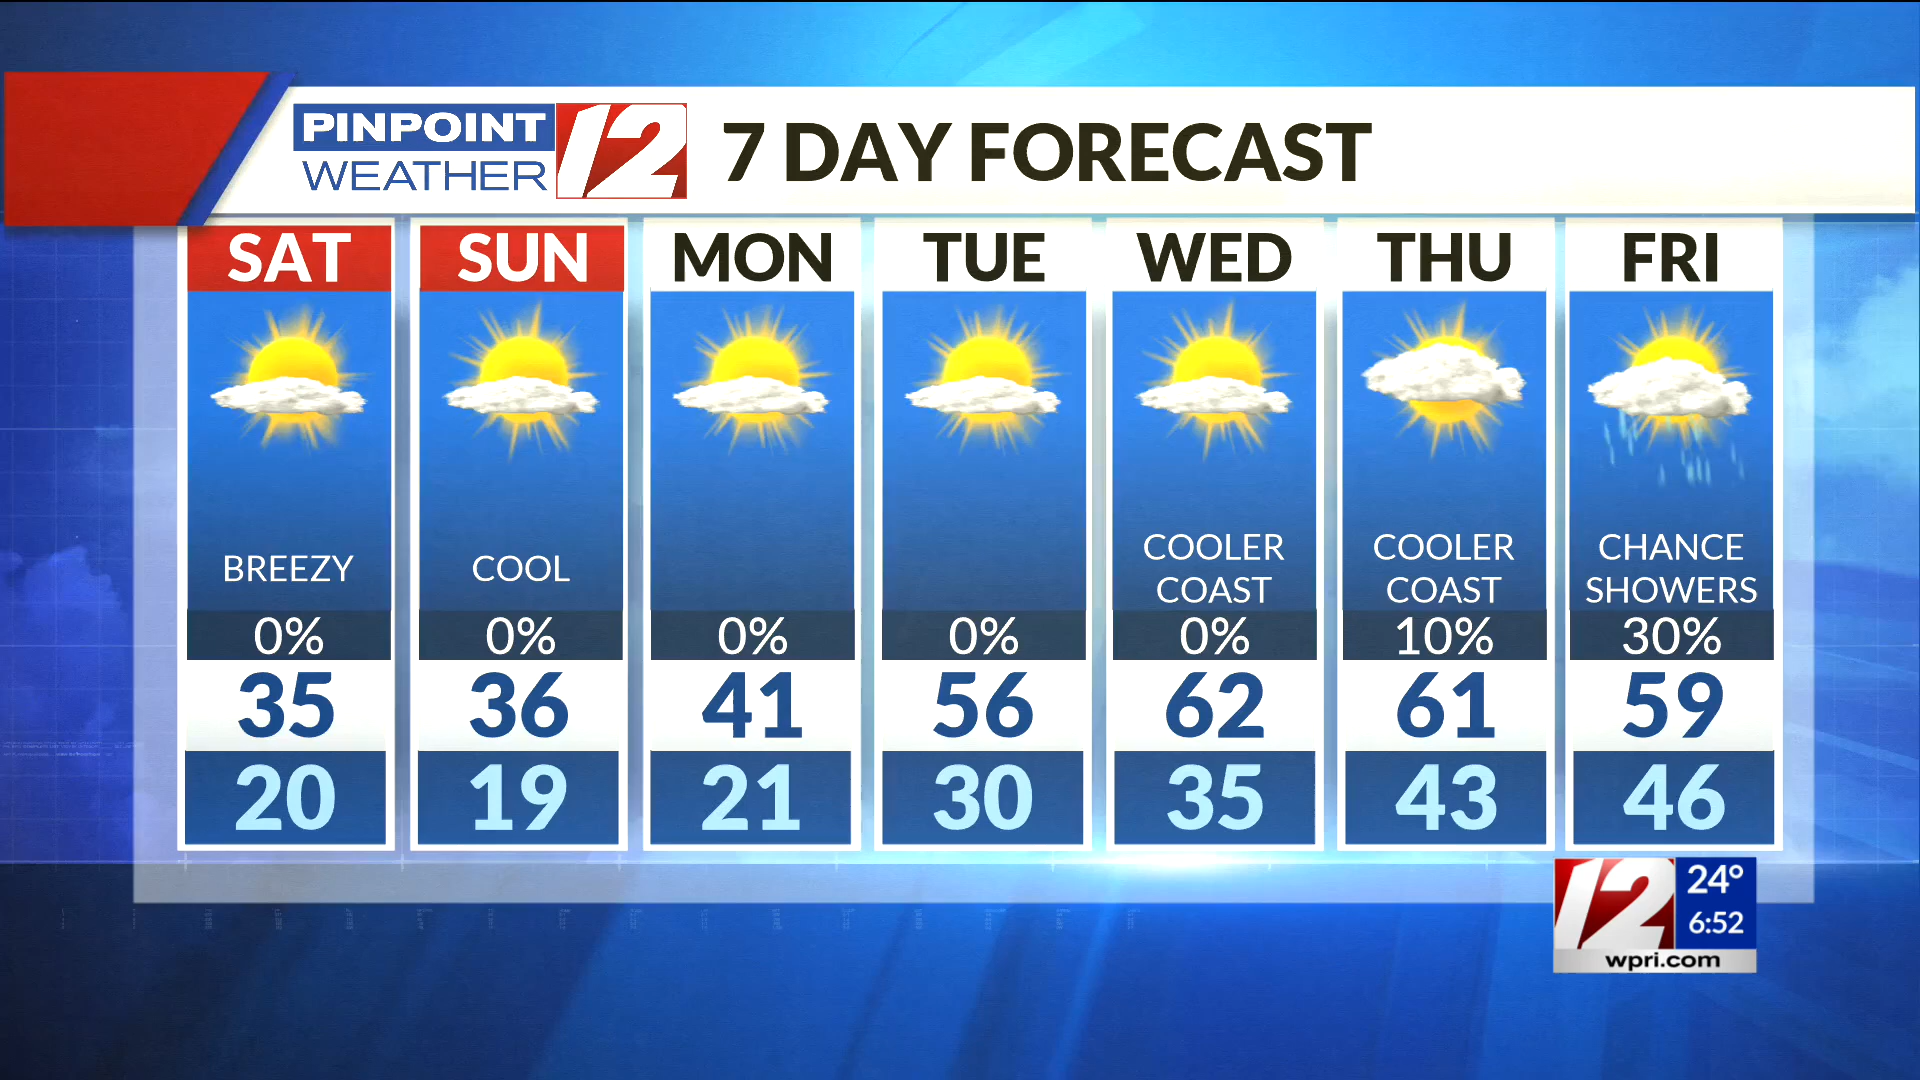 PINPOINT
WEATHER
12
7 DAY FORECAST
SAT SUN MON TUE WED THU FRI
BREEZY
COOL
COOLER
COAST
COOLER
COAST
CHANCE
SHOWERS
0% 0% 0% 0% 0% 10% 30%
35 36 41 56 62 61 59
20 19 21 30 35 43 46
12
24°
6:52
wpri.com